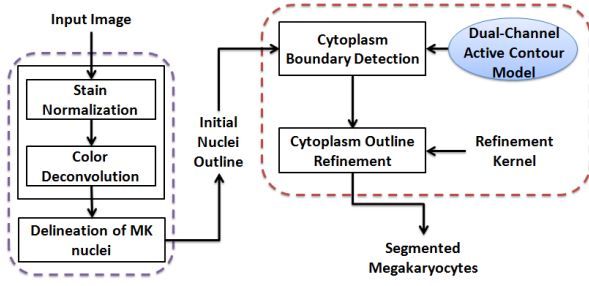 Input Image
Stain
Normalization
Color
Deconvolution
Delineation of MK
nuclei
Initial
Nuclei
Outline
Cytoplasm
Boundary Detection
Dual-Channel
Active Contour
Model
Cytoplasm Outline
Refinement
Refinement
Kernel
Segmented
Megakaryocytes